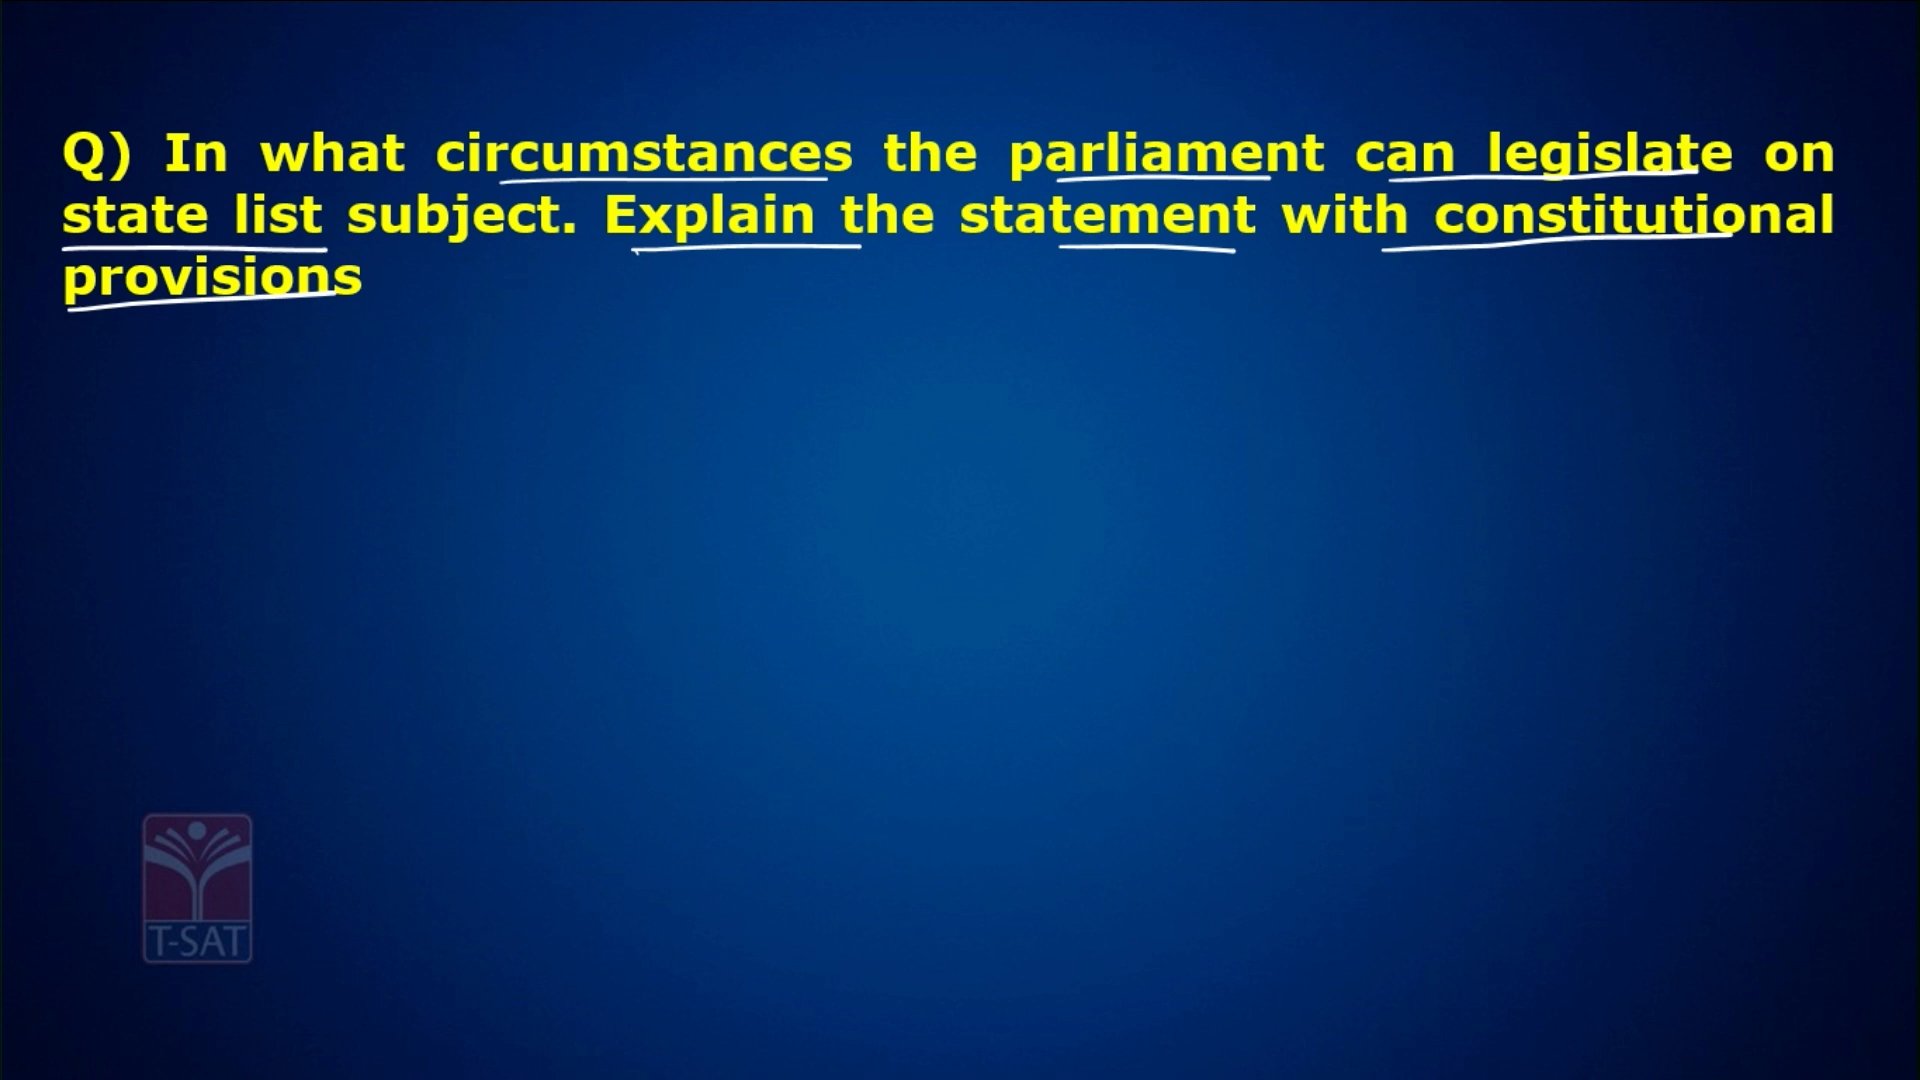 Q) In what circumstances the parliament can legislate on
state list subject. Explain the statement with constitutional
provisions
T-SAT